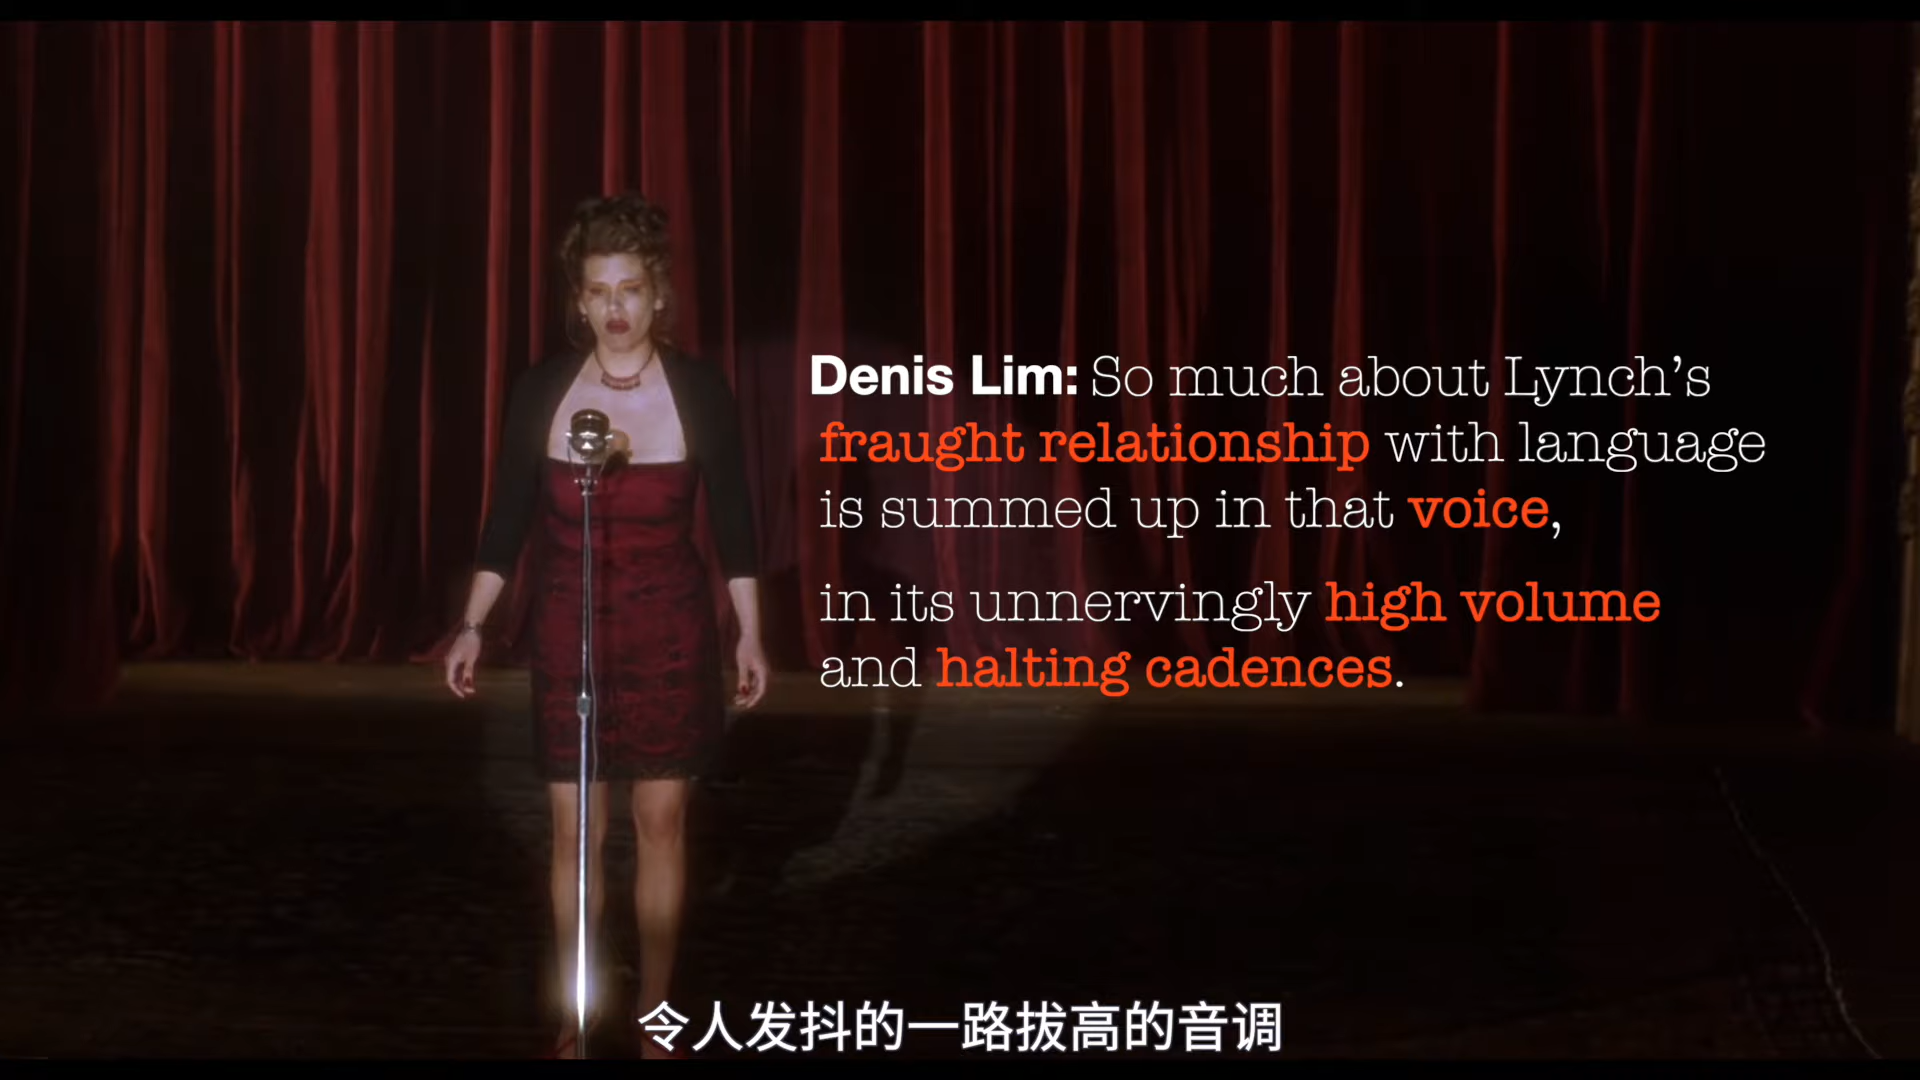 Denis Lim: So much about Lynch’s
fraught relationship with language
is summed up in that voice,
in its unnervingly high volume
and halting cadences.
令人发抖的一路拔高的音调